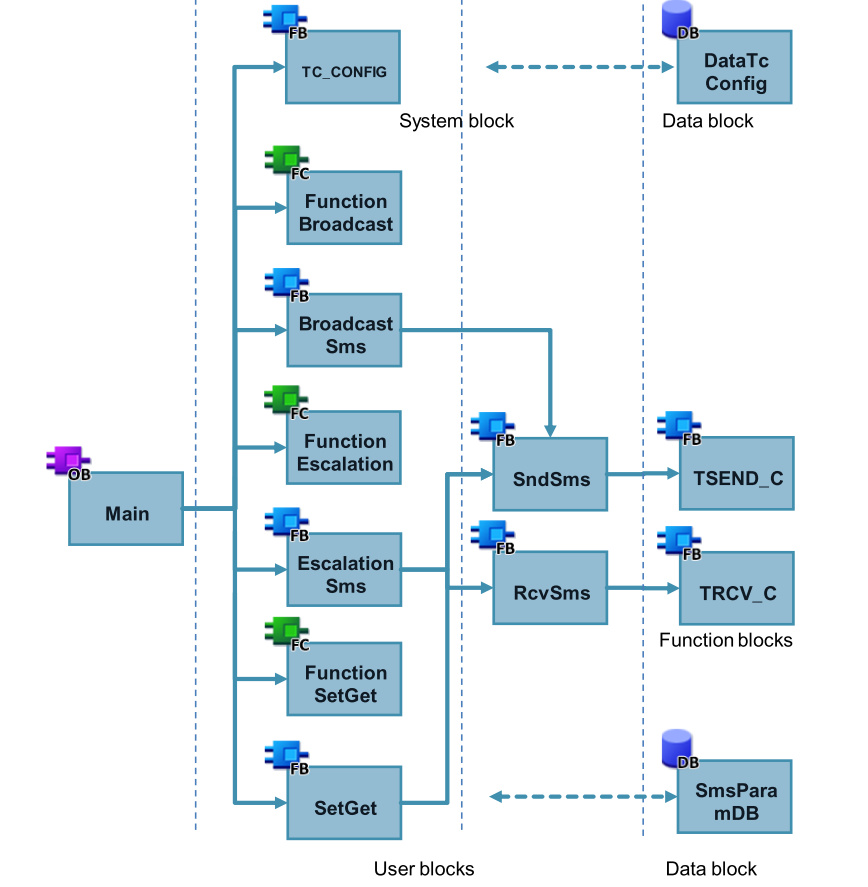 FB
DB
TC_CONFIG
DataTc
Config
System block
Data block
FC
Function
Broadcast
FB
Broadcast
Sms
FC
Function
Escalation
FB
SndSms
FB
TSEND_C
OB
Main
FB
Escalation
Sms
FB
RcvSms
FB
TRCV_C
Function blocks
FC
Function
SetGet
FB
SetGet
DB
SmsPara
mDB
User blocks
Data block